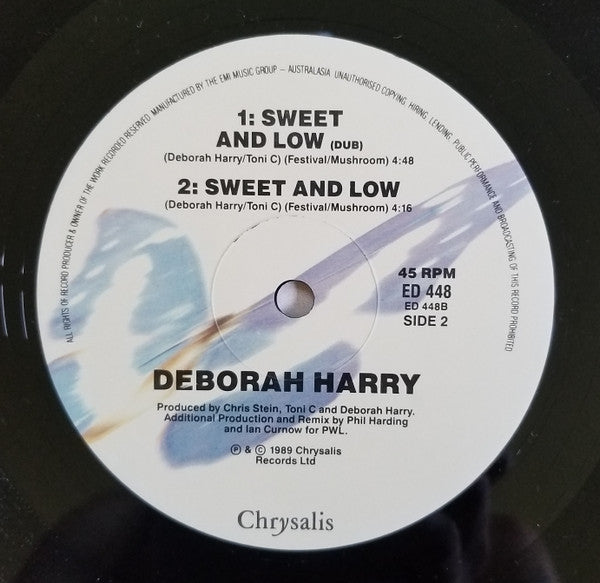 ALL RIGHTS OF RECORD PRODUCER & OWNER OF THE WORK RECORDED RESERVED. MANUFACTURED BY THE EMI MUSIC GROUP – AUSTRALASIA UNAUTHORISED COPYING, HIRING, LENDING, PUBLIC PERFORMANCE AND BROADCASTING OF THIS RECORD PROHIBITED
1: SWEET
AND LOW (DUB)
(Deborah Harry/Toni C) (Festival/Mushroom) 4:48
2: SWEET AND LOW
(Deborah Harry/Toni C) (Festival/Mushroom) 4:16
45 RPM
ED 448
ED 448B
SIDE 2
DEBORAH HARRY
Produced by Chris Stein, Toni C and Deborah Harry.
Additional Production and Remix by Phil Harding
and Ian Curnow for PWL.
Ⓟ & © 1989 Chrysalis
Records Ltd
Chrysalis